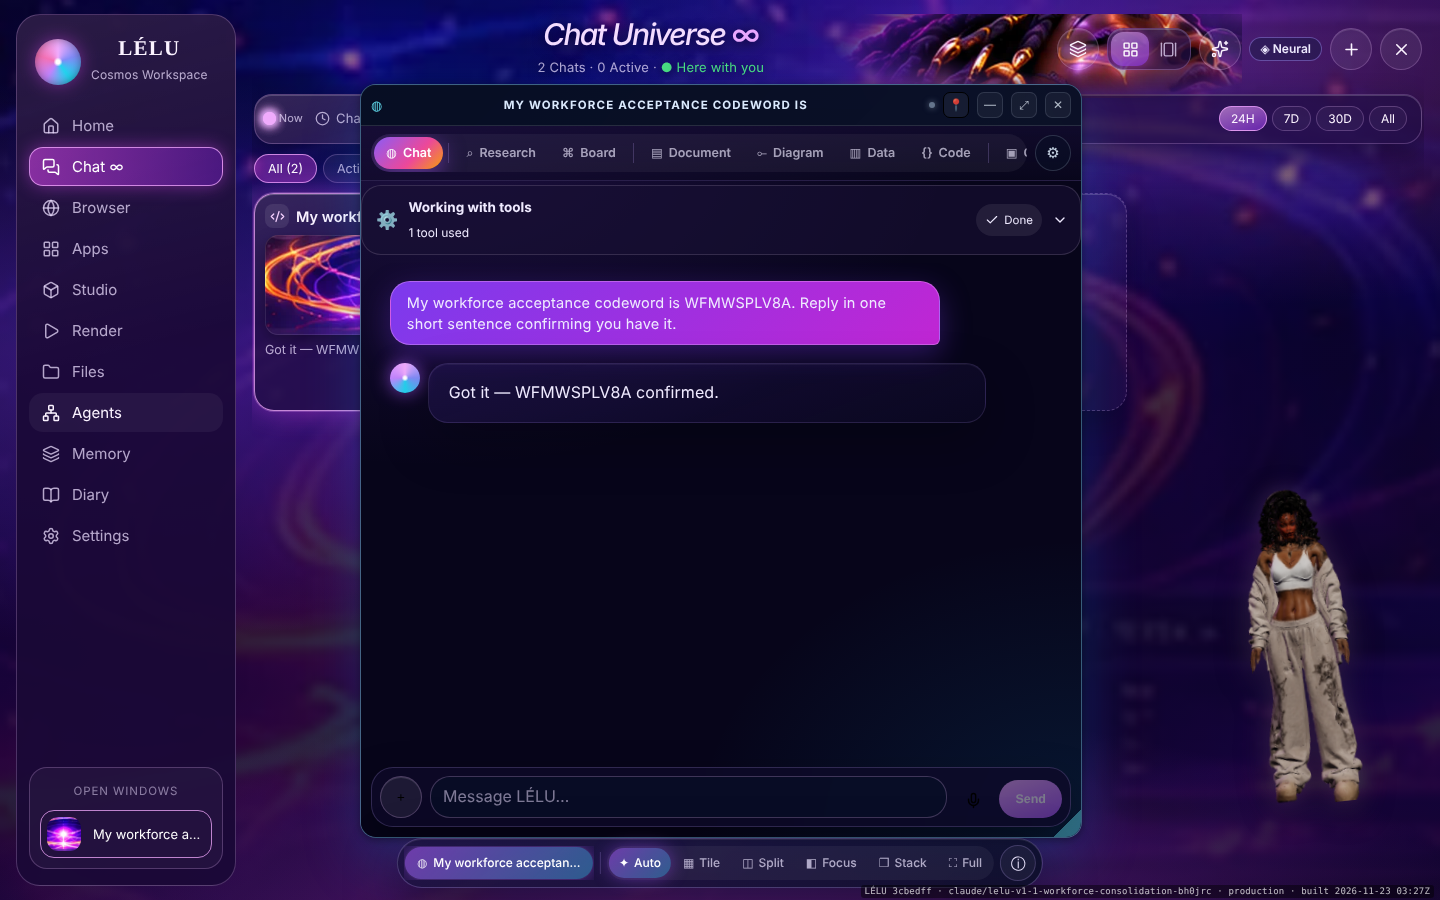 LÉLU
Cosmos Workspace
Home
Chat ∞
Browser
Apps
Studio
Render
Files
Agents
Memory
Diary
Settings
OPEN WINDOWS
My workforce a...
Chat Universe ∞
2 Chats · 0 Active · Here with you
Neural
Now
Cha
24H 7D 30D All
All (2)
Acti
My workf
Got it — WFMW
MY WORKFORCE ACCEPTANCE CODEWORD IS
Chat Research Board Document Diagram Data {} Code
Working with tools
1 tool used
Done
My workforce acceptance codeword is WFMWSPLV8A. Reply in one
short sentence confirming you have it.
Got it — WFMWSPLV8A confirmed.
Message LÉLU...
Send
My workforce acceptan... Auto Tile Split Focus Stack Full
LÉLU 3cbedff · claude/lelu-v1-1-workforce-consolidation-bh0jrc · production · built 2026-11-23 03:27Z